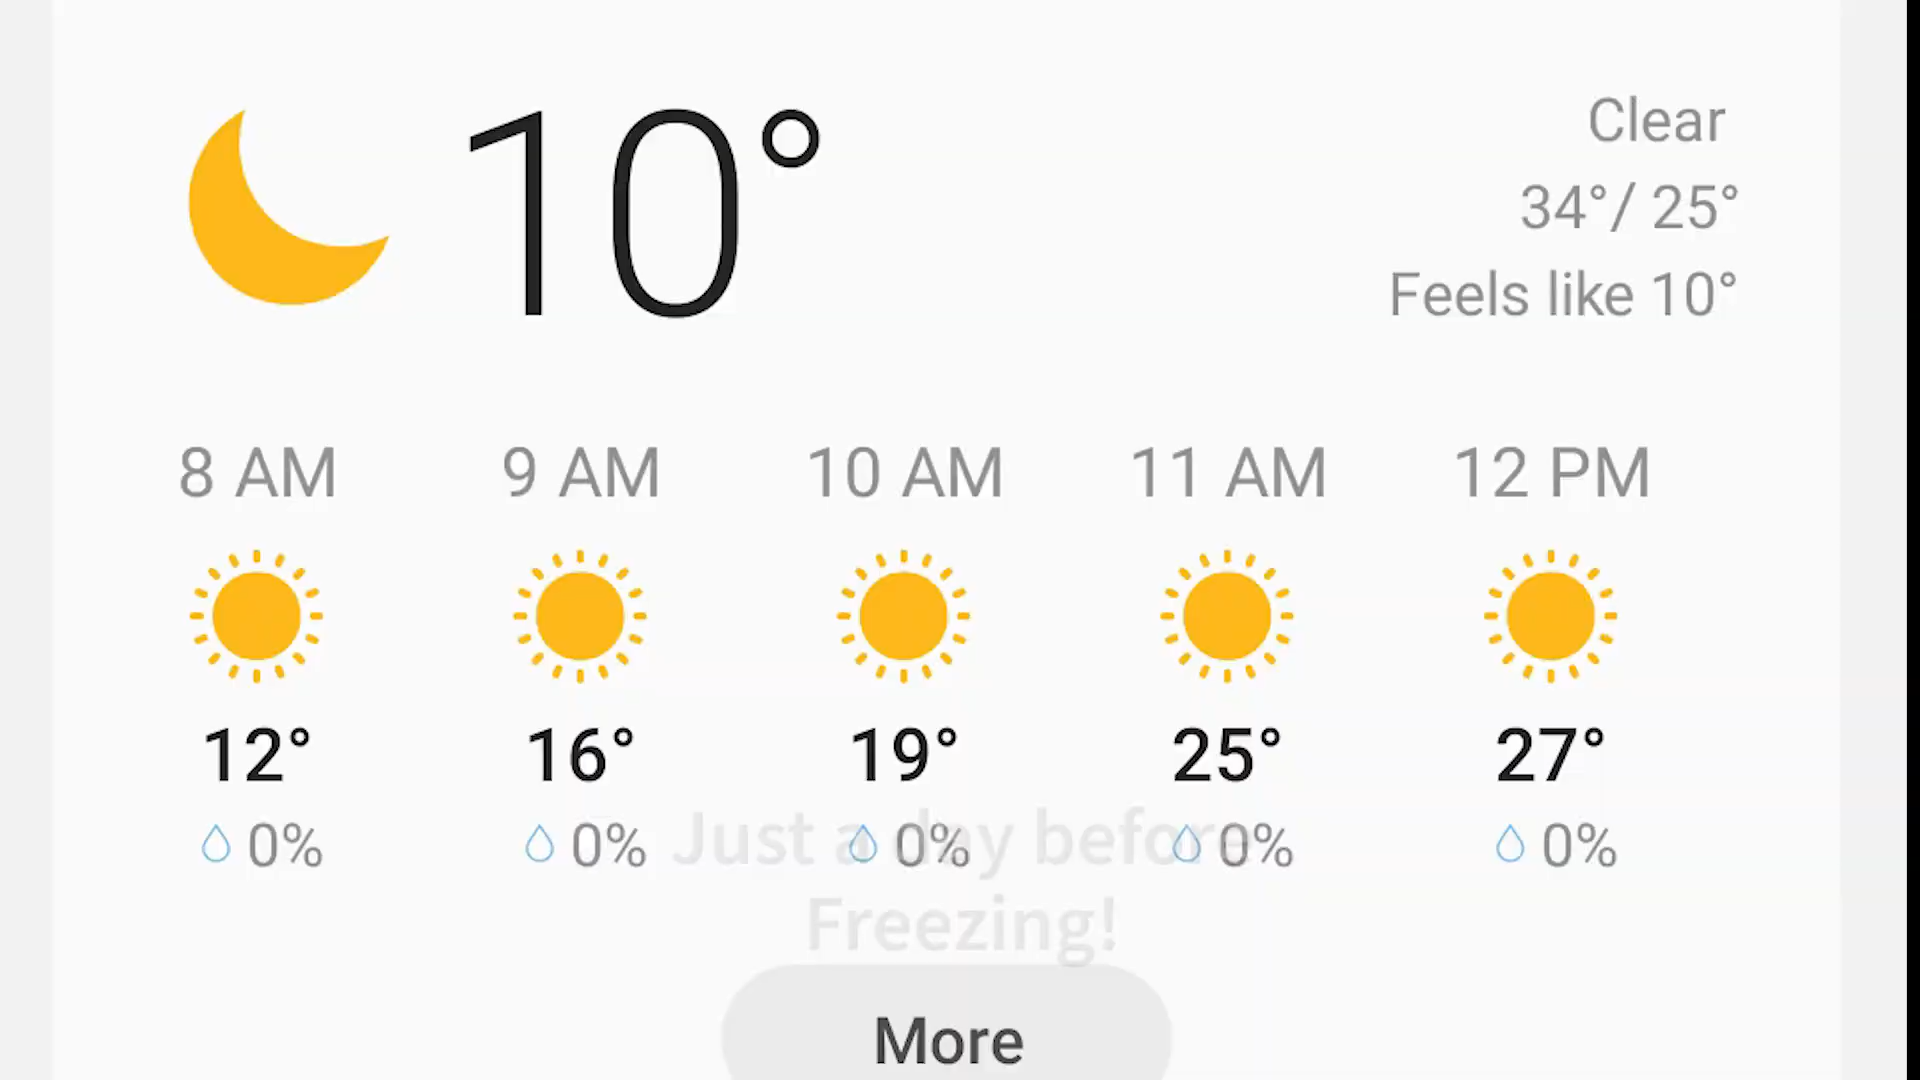 10°
Clear
34°/ 25°
Feels like 10°
8 AM 9 AM 10 AM 11 AM 12 PM
12° 16° 19° 25° 27°
0% 0% 0% 0% 0%
Just a day before
Freezing!
More